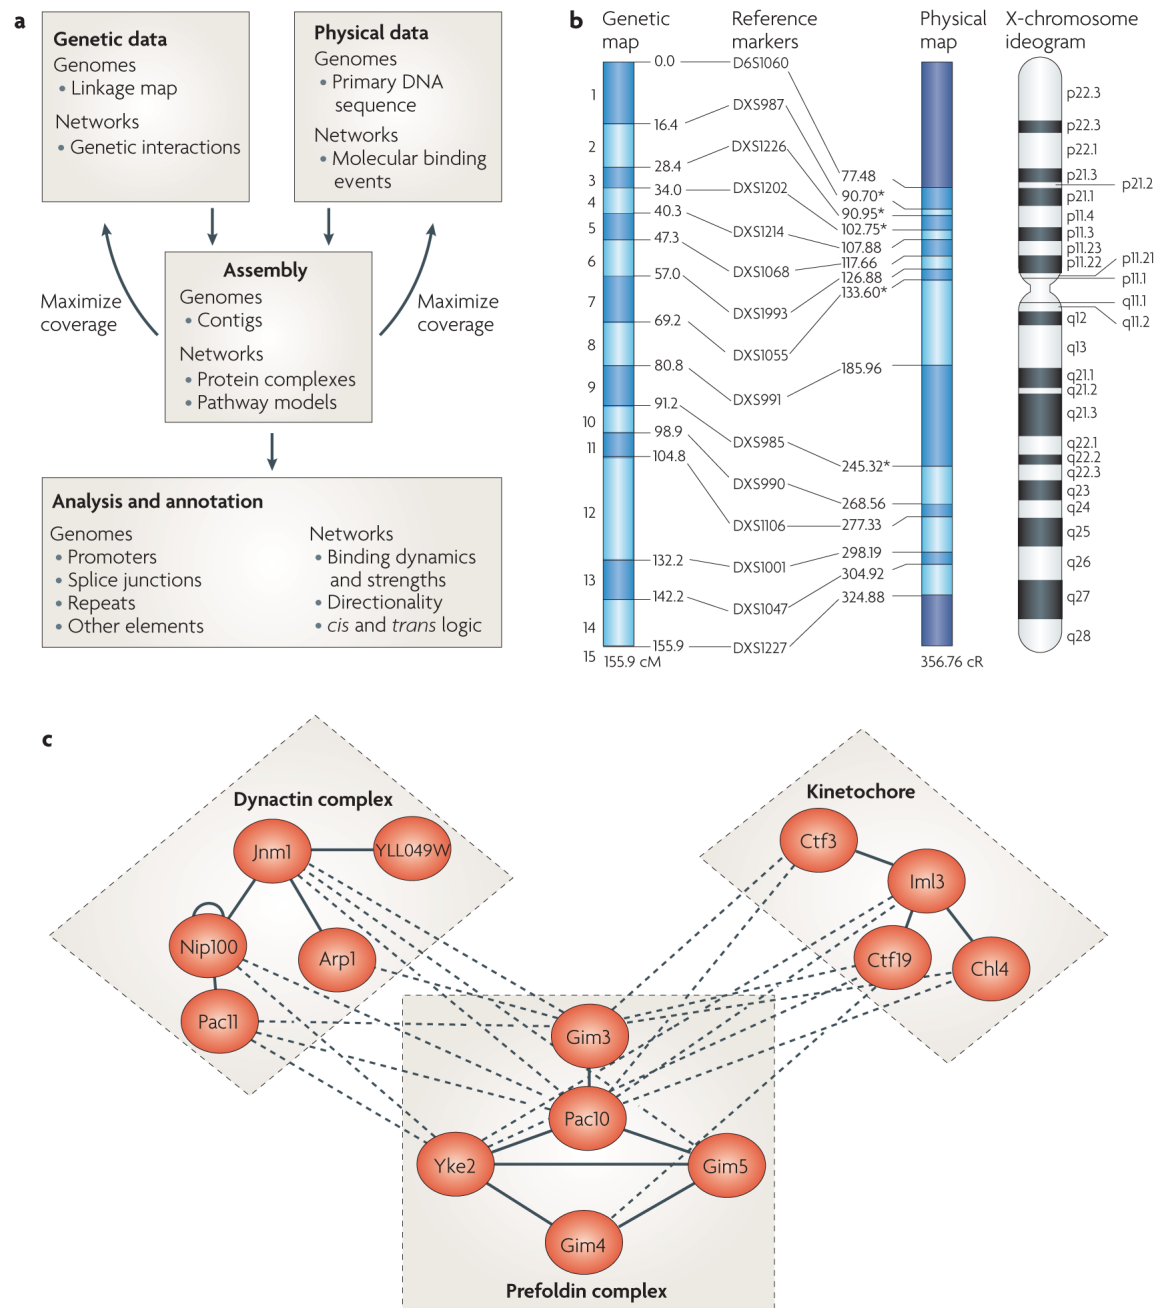 a
Genetic data
Genomes
• Linkage map
Networks
• Genetic interactions
Physical data
Genomes
• Primary DNA
sequence
Networks
• Molecular binding
events
Maximize
coverage
Assembly
Genomes
• Contigs
Networks
• Protein complexes
• Pathway models
Maximize
coverage
Analysis and annotation
Genomes
• Promoters
• Splice junctions
• Repeats
• Other elements
Networks
• Binding dynamics
and strengths
• Directionality
• cis and trans logic
b
Genetic
map
Reference
markers
Physical
map
X-chromosome
ideogram
1
2
3
4
5
6
7
8
9
10
11
12
13
14
15
0.0
16.4
28.4
34.0
40.3
47.3
57.0
69.2
80.8
91.2
98.9
104.8
132.2
142.2
155.9
155.9 cM
D6S1060
DXS987
DXS1226
DXS1202
DXS1214
DXS1068
DXS1993
DXS1055
DXS991
DXS985
DXS990
DXS1106
DXS1001
DXS1047
DXS1227
77.48
90.70*
90.95*
102.75*
107.88
117.66
126.88
133.60*
185.96
245.32*
268.56
277.33
298.19
304.92
324.88
356.76 cR
p22.3
p22.3
p22.1
p21.3
p21.2
p21.1
p11.4
p11.3
p11.23
p11.22
p11.21
p11.1
q11.1
q11.2
q12
q13
q21.1
q21.2
q21.3
q22.1
q22.2
q22.3
q23
q24
q25
q26
q27
q28
c
Dynactin complex
Jnm1
YLL049W
Nip100
Arp1
Pac11
Kinetochore
Ctf3
Iml3
Ctf19
Chl4
Gim3
Pac10
Yke2
Gim5
Gim4
Prefoldin complex